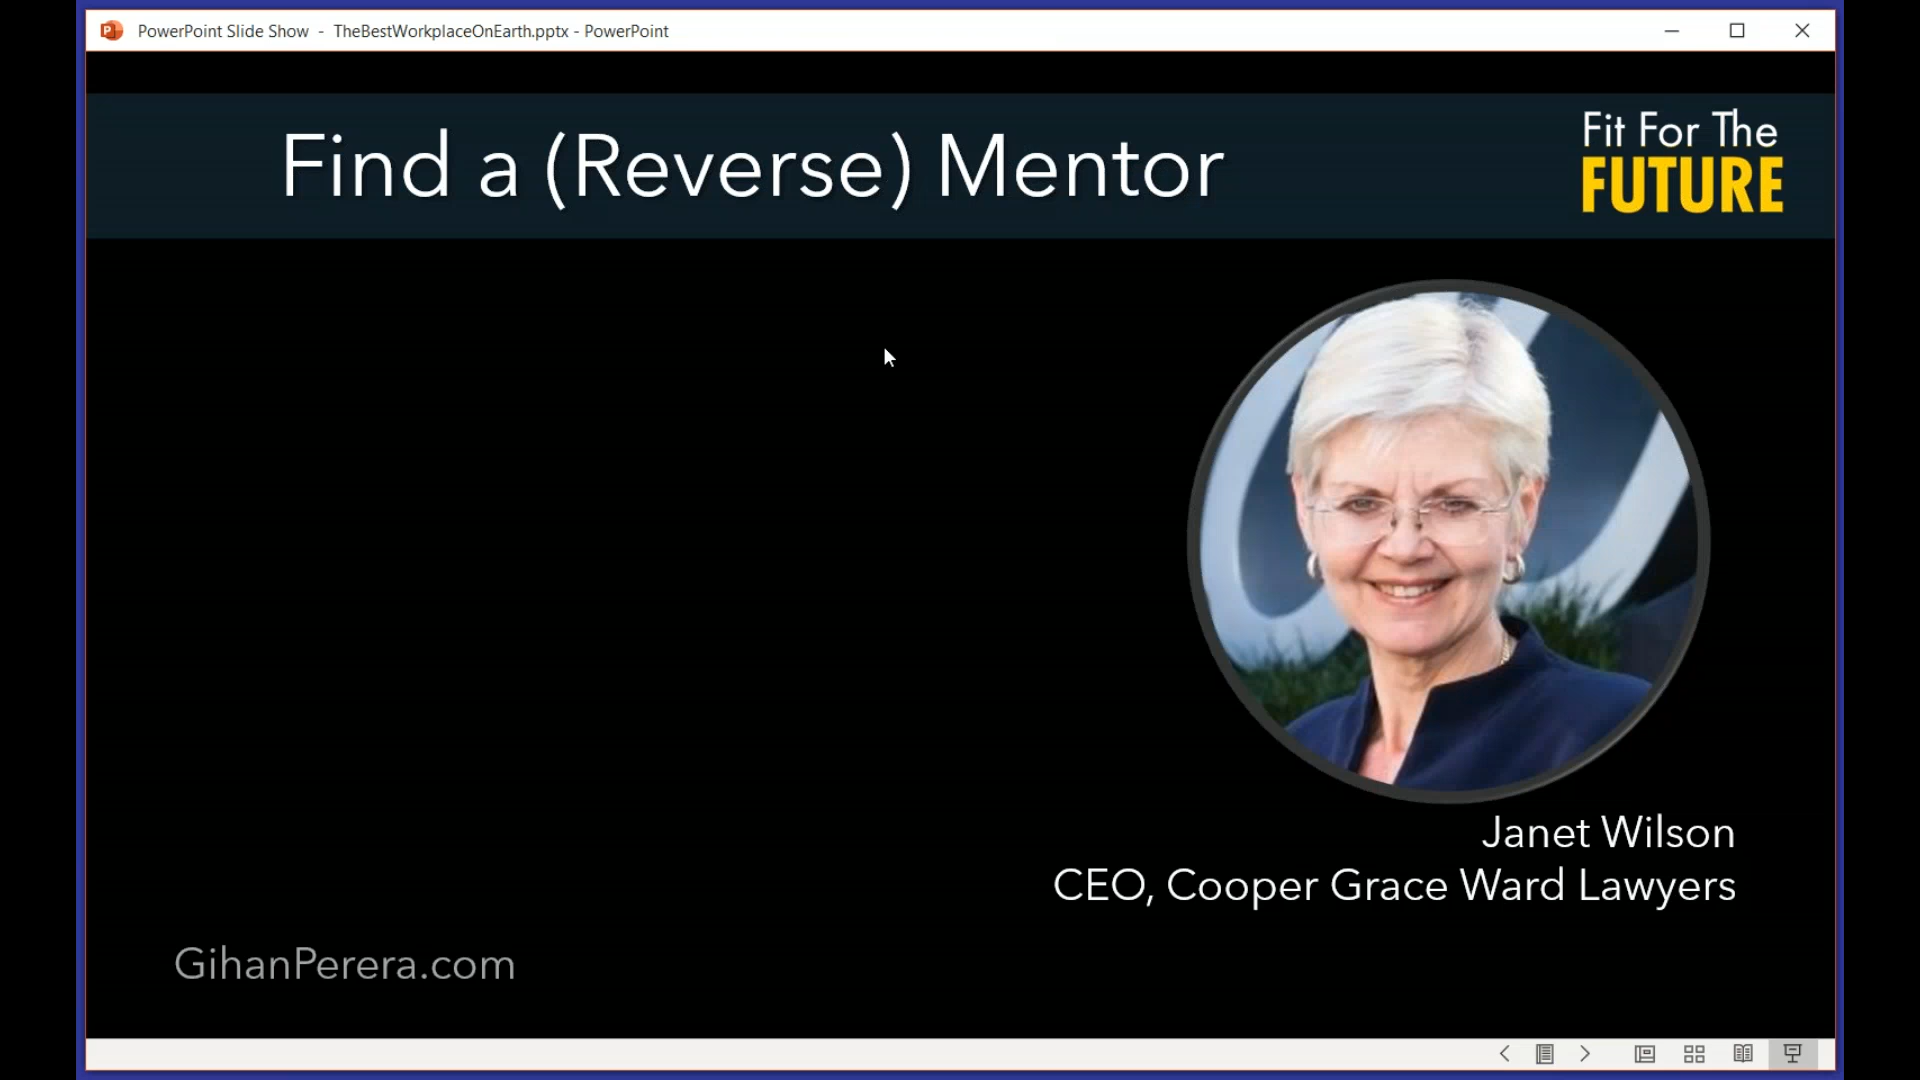 PowerPoint Slide Show - TheBestWorkplaceOnEarth.pptx - PowerPoint
Find a (Reverse) Mentor
Fit For The
FUTURE
Janet Wilson
CEO, Cooper Grace Ward Lawyers
GihanPerera.com